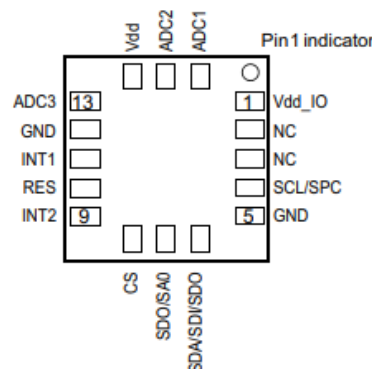 Vdd
ADC2
ADC1
Pin1 indicator
ADC3 13 1 Vdd_IO
GND NC
INT1 NC
RES SCL/SPC
INT2 9 5 GND
CS
SDO/SA0
SDA/SDI/SDO